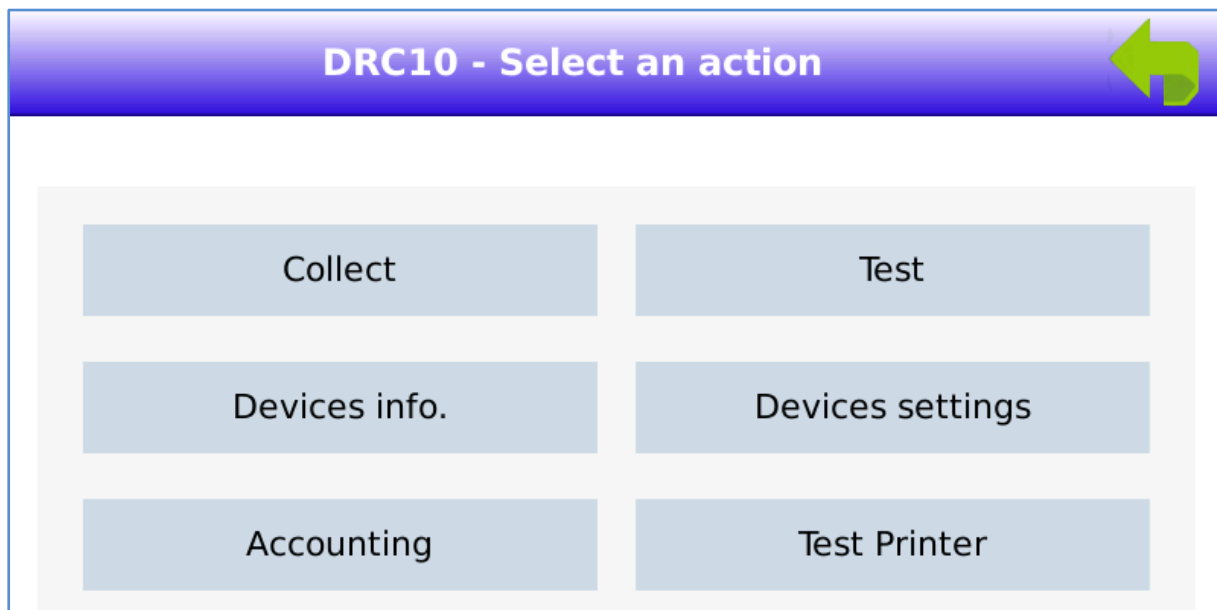 DRC10 - Select an action
Collect
Test
Devices info.
Devices settings
Accounting
Test Printer